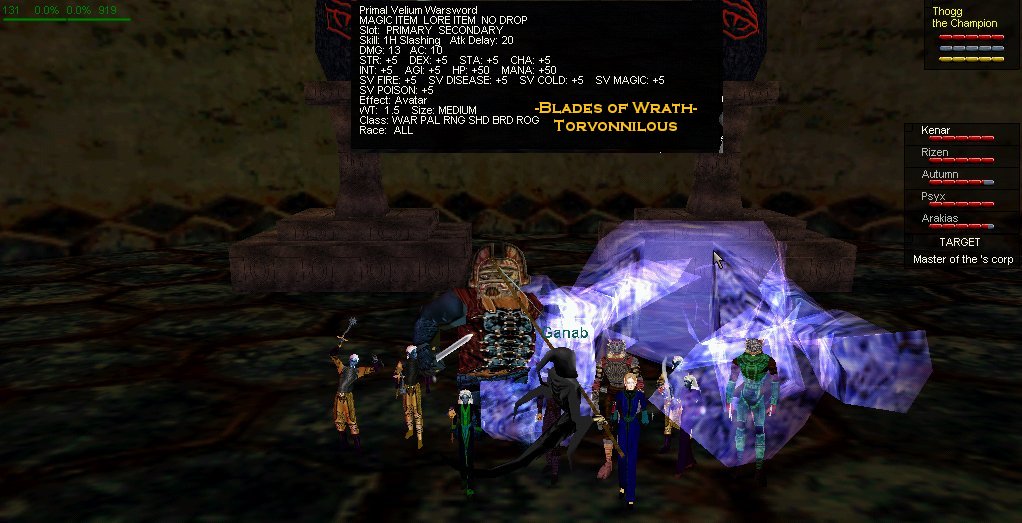 131 0.0% 0.0% 919
Primal Velium Warsword
MAGIC ITEM LORE ITEM NO DROP
Slot: PRIMARY SECONDARY
Skill: 1H Slashing Atk Delay: 20
DMG: 13 AC: 10
STR: +5 DEX: +5 STA: +5 CHA: +5
INT: +5 AGI: +5 HP: +50 MANA: +50
SV FIRE: +5 SV DISEASE: +5 SV COLD: +5 SV MAGIC: +5
SV POISON: +5
Effect: Avatar
WT: 1.5 Size: MEDIUM
Class: WAR PAL RNG SHD BRD ROG
Race: ALL
-Blades of Wrath-
Torvonnilous
Thogg
the Champion
Kenar
Rizen
Autumn
Psyx
Arakias
TARGET
Master of the 's corp
Ganab